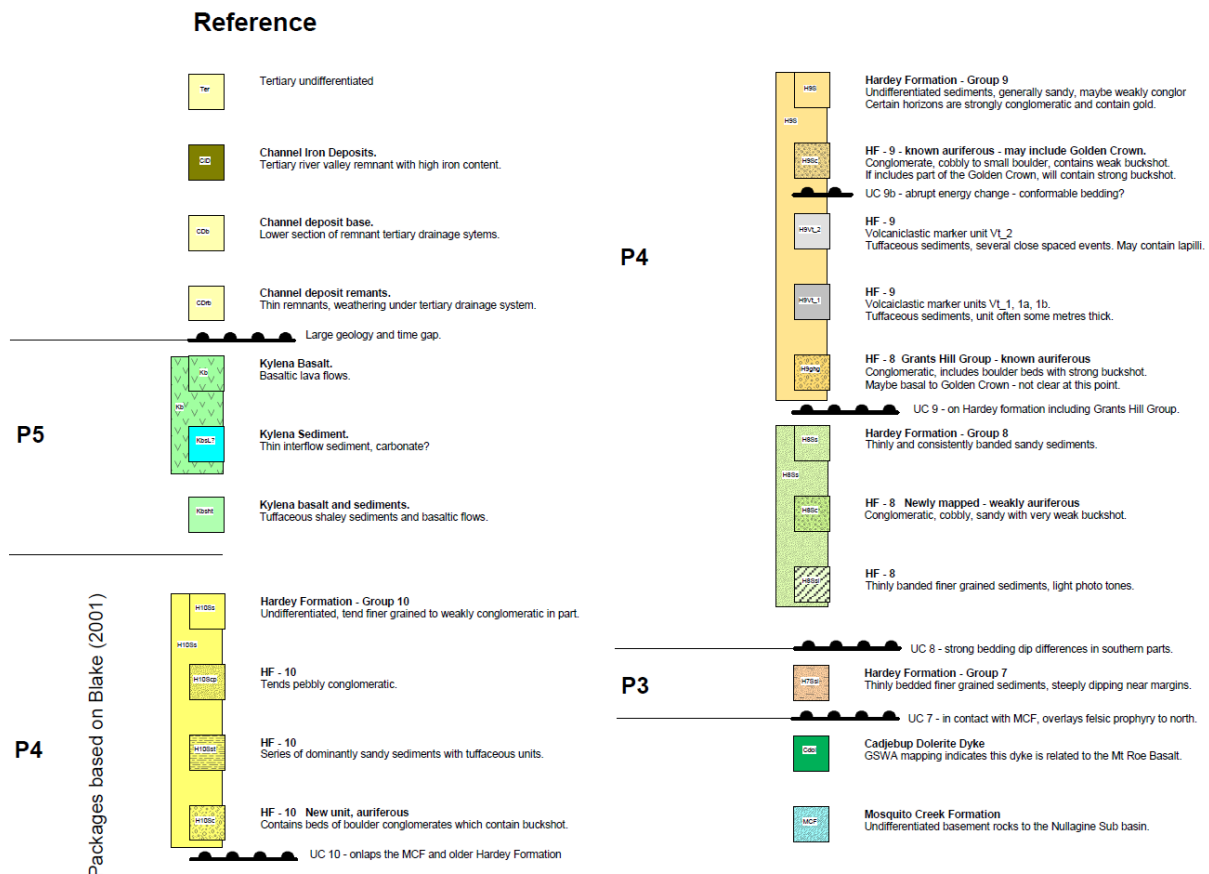 Reference
Ter
Tertiary undifferentiated
CID
Channel Iron Deposits.
Tertiary river valley remnant with high iron content.
CDb
Channel deposit base.
Lower section of remnant tertiary drainage sytems.
CDrb
Channel deposit remants.
Thin remnants, weathering under tertiary drainage system.
Large geology and time gap.
P5
Kb
Kb
Kylena Basalt.
Basaltic lava flows.
KbsL?
Kylena Sediment.
Thin interflow sediment, carbonate?
Kbsht
Kylena basalt and sediments.
Tuffaceous shaley sediments and basaltic flows.
Packages based on Blake (2001)
P4
H10Ss
H10Ss
Hardey Formation - Group 10
Undifferentiated, tend finer grained to weakly conglomeratic in part.
H10Scp
HF - 10
Tends pebbly conglomeratic.
H10Sst
HF - 10
Series of dominantly sandy sediments with tuffaceous units.
H10Sc
HF - 10 New unit, auriferous
Contains beds of boulder conglomerates which contain buckshot.
UC 10 - onlaps the MCF and older Hardey Formation
P4
H9S
H9S
Hardey Formation - Group 9
Undifferentiated sediments, generally sandy, maybe weakly conglor
Certain horizons are strongly conglomeratic and contain gold.
H9Sc
HF - 9 - known auriferous - may include Golden Crown.
Conglomerate, cobbly to small boulder, contains weak buckshot.
If includes part of the Golden Crown, will contain strong buckshot.
UC 9b - abrupt energy change - conformable bedding?
H9Vt_2
HF - 9
Volcaniclastic marker unit Vt_2
Tuffaceous sediments, several close spaced events. May contain lapilli.
H9Vt_1
HF - 9
Volcaiclastic marker units Vt_1, 1a, 1b.
Tuffaceous sediments, unit often some metres thick.
H9ghg
HF - 8 Grants Hill Group - known auriferous
Conglomeratic, includes boulder beds with strong buckshot.
Maybe basal to Golden Crown - not clear at this point.
UC 9 - on Hardey formation including Grants Hill Group.
H8Ss
H8Ss
Hardey Formation - Group 8
Thinly and consistently banded sandy sediments.
HF - 8 Newly mapped - weakly auriferous
Conglomeratic, cobbly, sandy with very weak buckshot.
HF - 8
Thinly banded finer grained sediments, light photo tones.
UC 8 - strong bedding dip differences in southern parts.
P3
H7Ssl
Hardey Formation - Group 7
Thinly bedded finer grained sediments, steeply dipping near margins.
UC 7 - in contact with MCF, overlays felsic prophyry to north.
Cdol
Cadjebup Dolerite Dyke
GSWA mapping indicates this dyke is related to the Mt Roe Basalt.
MCF
Mosquito Creek Formation
Undifferentiated basement rocks to the Nullagine Sub basin.